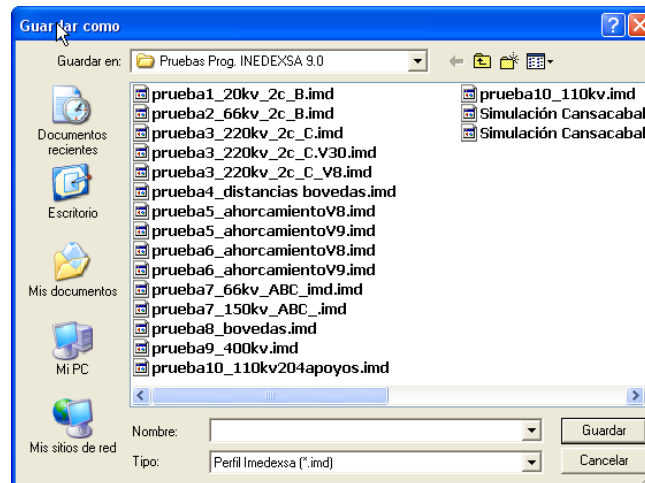 Guardar como
Guardar en:
Pruebas Prog. INEDEXSA 9.0
Documentos
recientes
Escritorio
Mis documentos
Mi PC
Mis sitios de red
prueba1_20kv_2c_B.imd
prueba2_66kv_2c_B.imd
prueba3_220kv_2c_C.imd
prueba3_220kv_2c_C.V30.imd
prueba3_220kv_2c_C_V8.imd
prueba4_distancias bovedas.imd
prueba5_ahorcamientoV8.imd
prueba5_ahorcamientoV9.imd
prueba6_ahorcamientoV8.imd
prueba6_ahorcamientoV9.imd
prueba7_66kv_ABC_imd.imd
prueba7_150kv_ABC_.imd
prueba8_bovedas.imd
prueba9_400kv.imd
prueba10_110kv204apoyos.imd
prueba10_110kv.imd
Simulación Cansacabal
Simulación Cansacabal
Nombre:
Guardar
Tipo:
Perfil Imedexsa (*.imd)
Cancelar